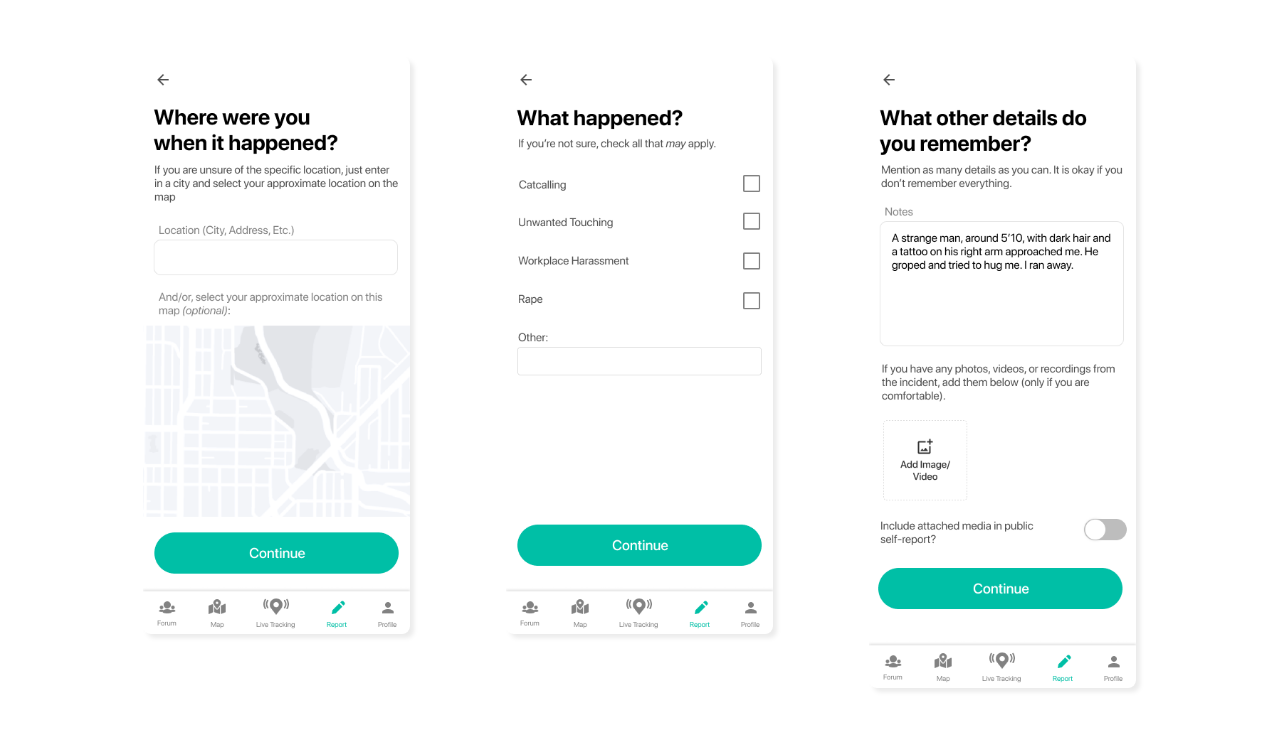 Where were you
when it happened?
If you are unsure of the specific location, just enter
in a city and select your approximate location on the
map
Location (City, Address, Etc.)
And/or, select your approximate location on this
map (optional):
Continue
Forum
Map
Live Tracking
Report
Profile
What happened?
If you’re not sure, check all that may apply.
Catcalling
Unwanted Touching
Workplace Harassment
Rape
Other:
Continue
Forum
Map
Live Tracking
Report
Profile
What other details do
you remember?
Mention as many details as you can. It is okay if you
don’t remember everything.
Notes
A strange man, around 5’10, with dark hair and
a tattoo on his right arm approached me. He
groped and tried to hug me. I ran away.
If you have any photos, videos, or recordings from
the incident, add them below (only if you are
comfortable).
Add Image/
Video
Include attached media in public
self-report?
Continue
Forum
Map
Live Tracking
Report
Profile